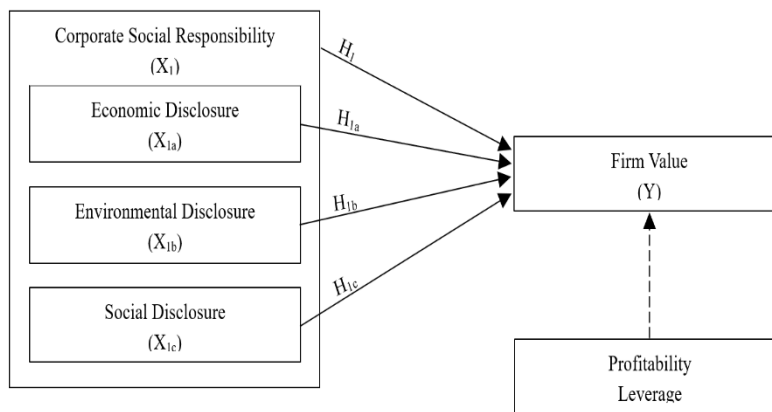 Corporate Social Responsibility
(X₁)
Economic Disclosure
(X₁ₐ)
Environmental Disclosure
(X1b)
Social Disclosure
(X1c)
H₁
H₁ₐ
H1b
H1c
Firm Value
(Y)
Profitability
Leverage